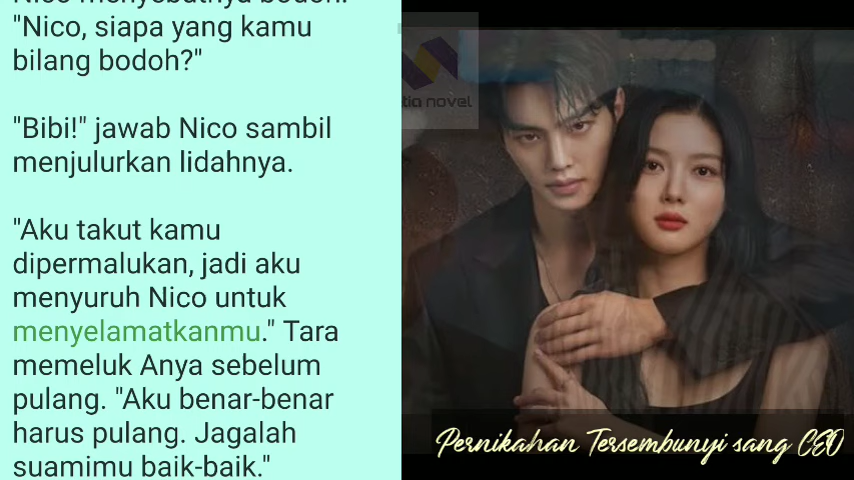 "Nico, siapa yang kamu
bilang bodoh?"
"Bibi!" jawab Nico sambil
menjulurkan lidahnya.
"Aku takut kamu
dipermalukan, jadi aku
menyuruh Nico untuk
menyelamatkanmu." Tara
memeluk Anya sebelum
pulang. "Aku benar-benar
harus pulang. Jagalah
suamimu baik-baik."
tia novel
Pernikahan Tersembunyi sang CEO